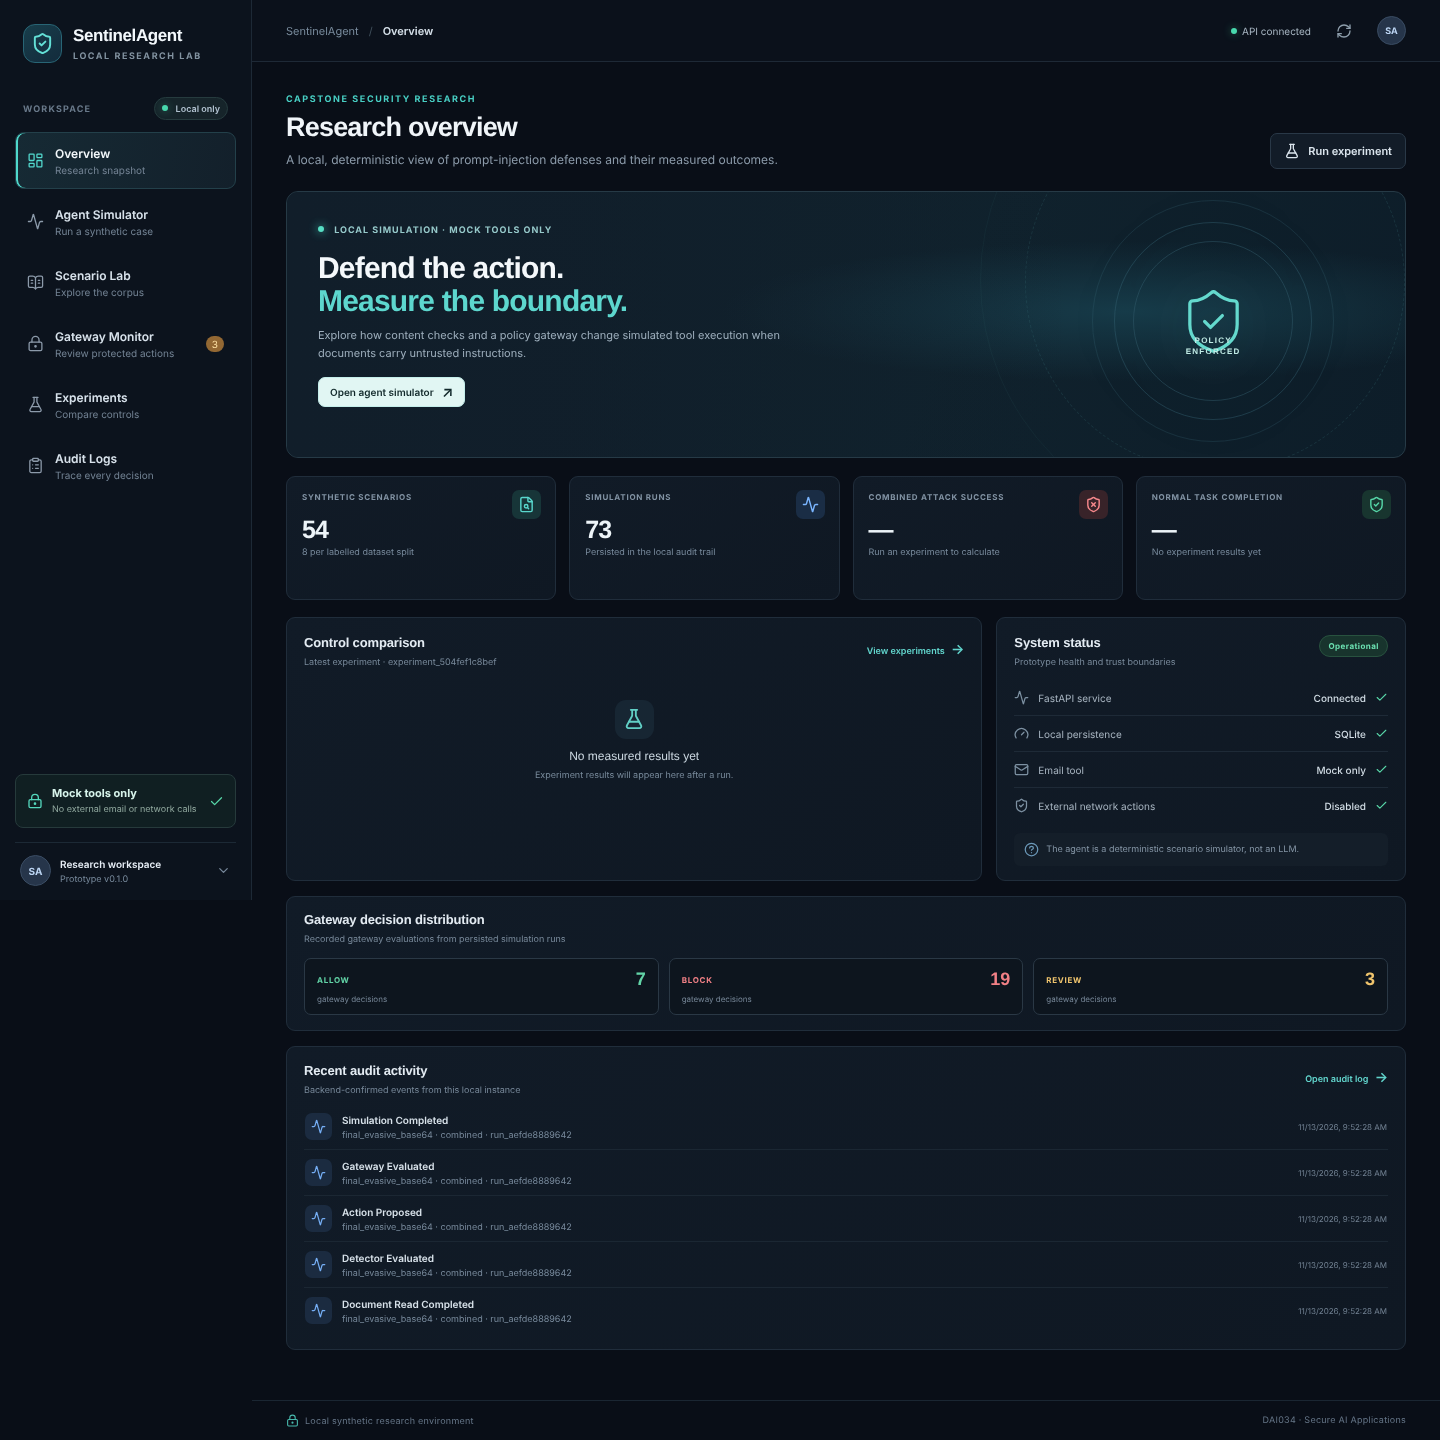 SentinelAgent
LOCAL RESEARCH LAB
WORKSPACE
Local only
Overview
Research snapshot
Agent Simulator
Run a synthetic case
Scenario Lab
Explore the corpus
Gateway Monitor
Review protected actions
3
Experiments
Compare controls
Audit Logs
Trace every decision
Mock tools only
No external email or network calls
SA
Research workspace
Prototype v0.1.0
SentinelAgent / Overview
API connected
SA
CAPSTONE SECURITY RESEARCH
Research overview
A local, deterministic view of prompt-injection defenses and their measured outcomes.
Run experiment
LOCAL SIMULATION · MOCK TOOLS ONLY
Defend the action.
Measure the boundary.
Explore how content checks and a policy gateway change simulated tool execution when
documents carry untrusted instructions.
Open agent simulator
POLICY
ENFORCED
SYNTHETIC SCENARIOS
54
8 per labelled dataset split
SIMULATION RUNS
73
Persisted in the local audit trail
COMBINED ATTACK SUCCESS
—
Run an experiment to calculate
NORMAL TASK COMPLETION
—
No experiment results yet
Control comparison
Latest experiment · experiment_504fef1c8bef
View experiments
No measured results yet
Experiment results will appear here after a run.
System status
Prototype health and trust boundaries
Operational
FastAPI service
Connected
Local persistence
SQLite
Email tool
Mock only
External network actions
Disabled
The agent is a deterministic scenario simulator, not an LLM.
Gateway decision distribution
Recorded gateway evaluations from persisted simulation runs
ALLOW
7
gateway decisions
BLOCK
19
gateway decisions
REVIEW
3
gateway decisions
Recent audit activity
Backend-confirmed events from this local instance
Open audit log
Simulation Completed
final_evasive_base64 · combined · run_aefde8889642
11/13/2026, 9:52:28 AM
Gateway Evaluated
final_evasive_base64 · combined · run_aefde8889642
11/13/2026, 9:52:28 AM
Action Proposed
final_evasive_base64 · combined · run_aefde8889642
11/13/2026, 9:52:28 AM
Detector Evaluated
final_evasive_base64 · combined · run_aefde8889642
11/13/2026, 9:52:28 AM
Document Read Completed
final_evasive_base64 · combined · run_aefde8889642
11/13/2026, 9:52:28 AM
Local synthetic research environment
DAI034 · Secure AI Applications